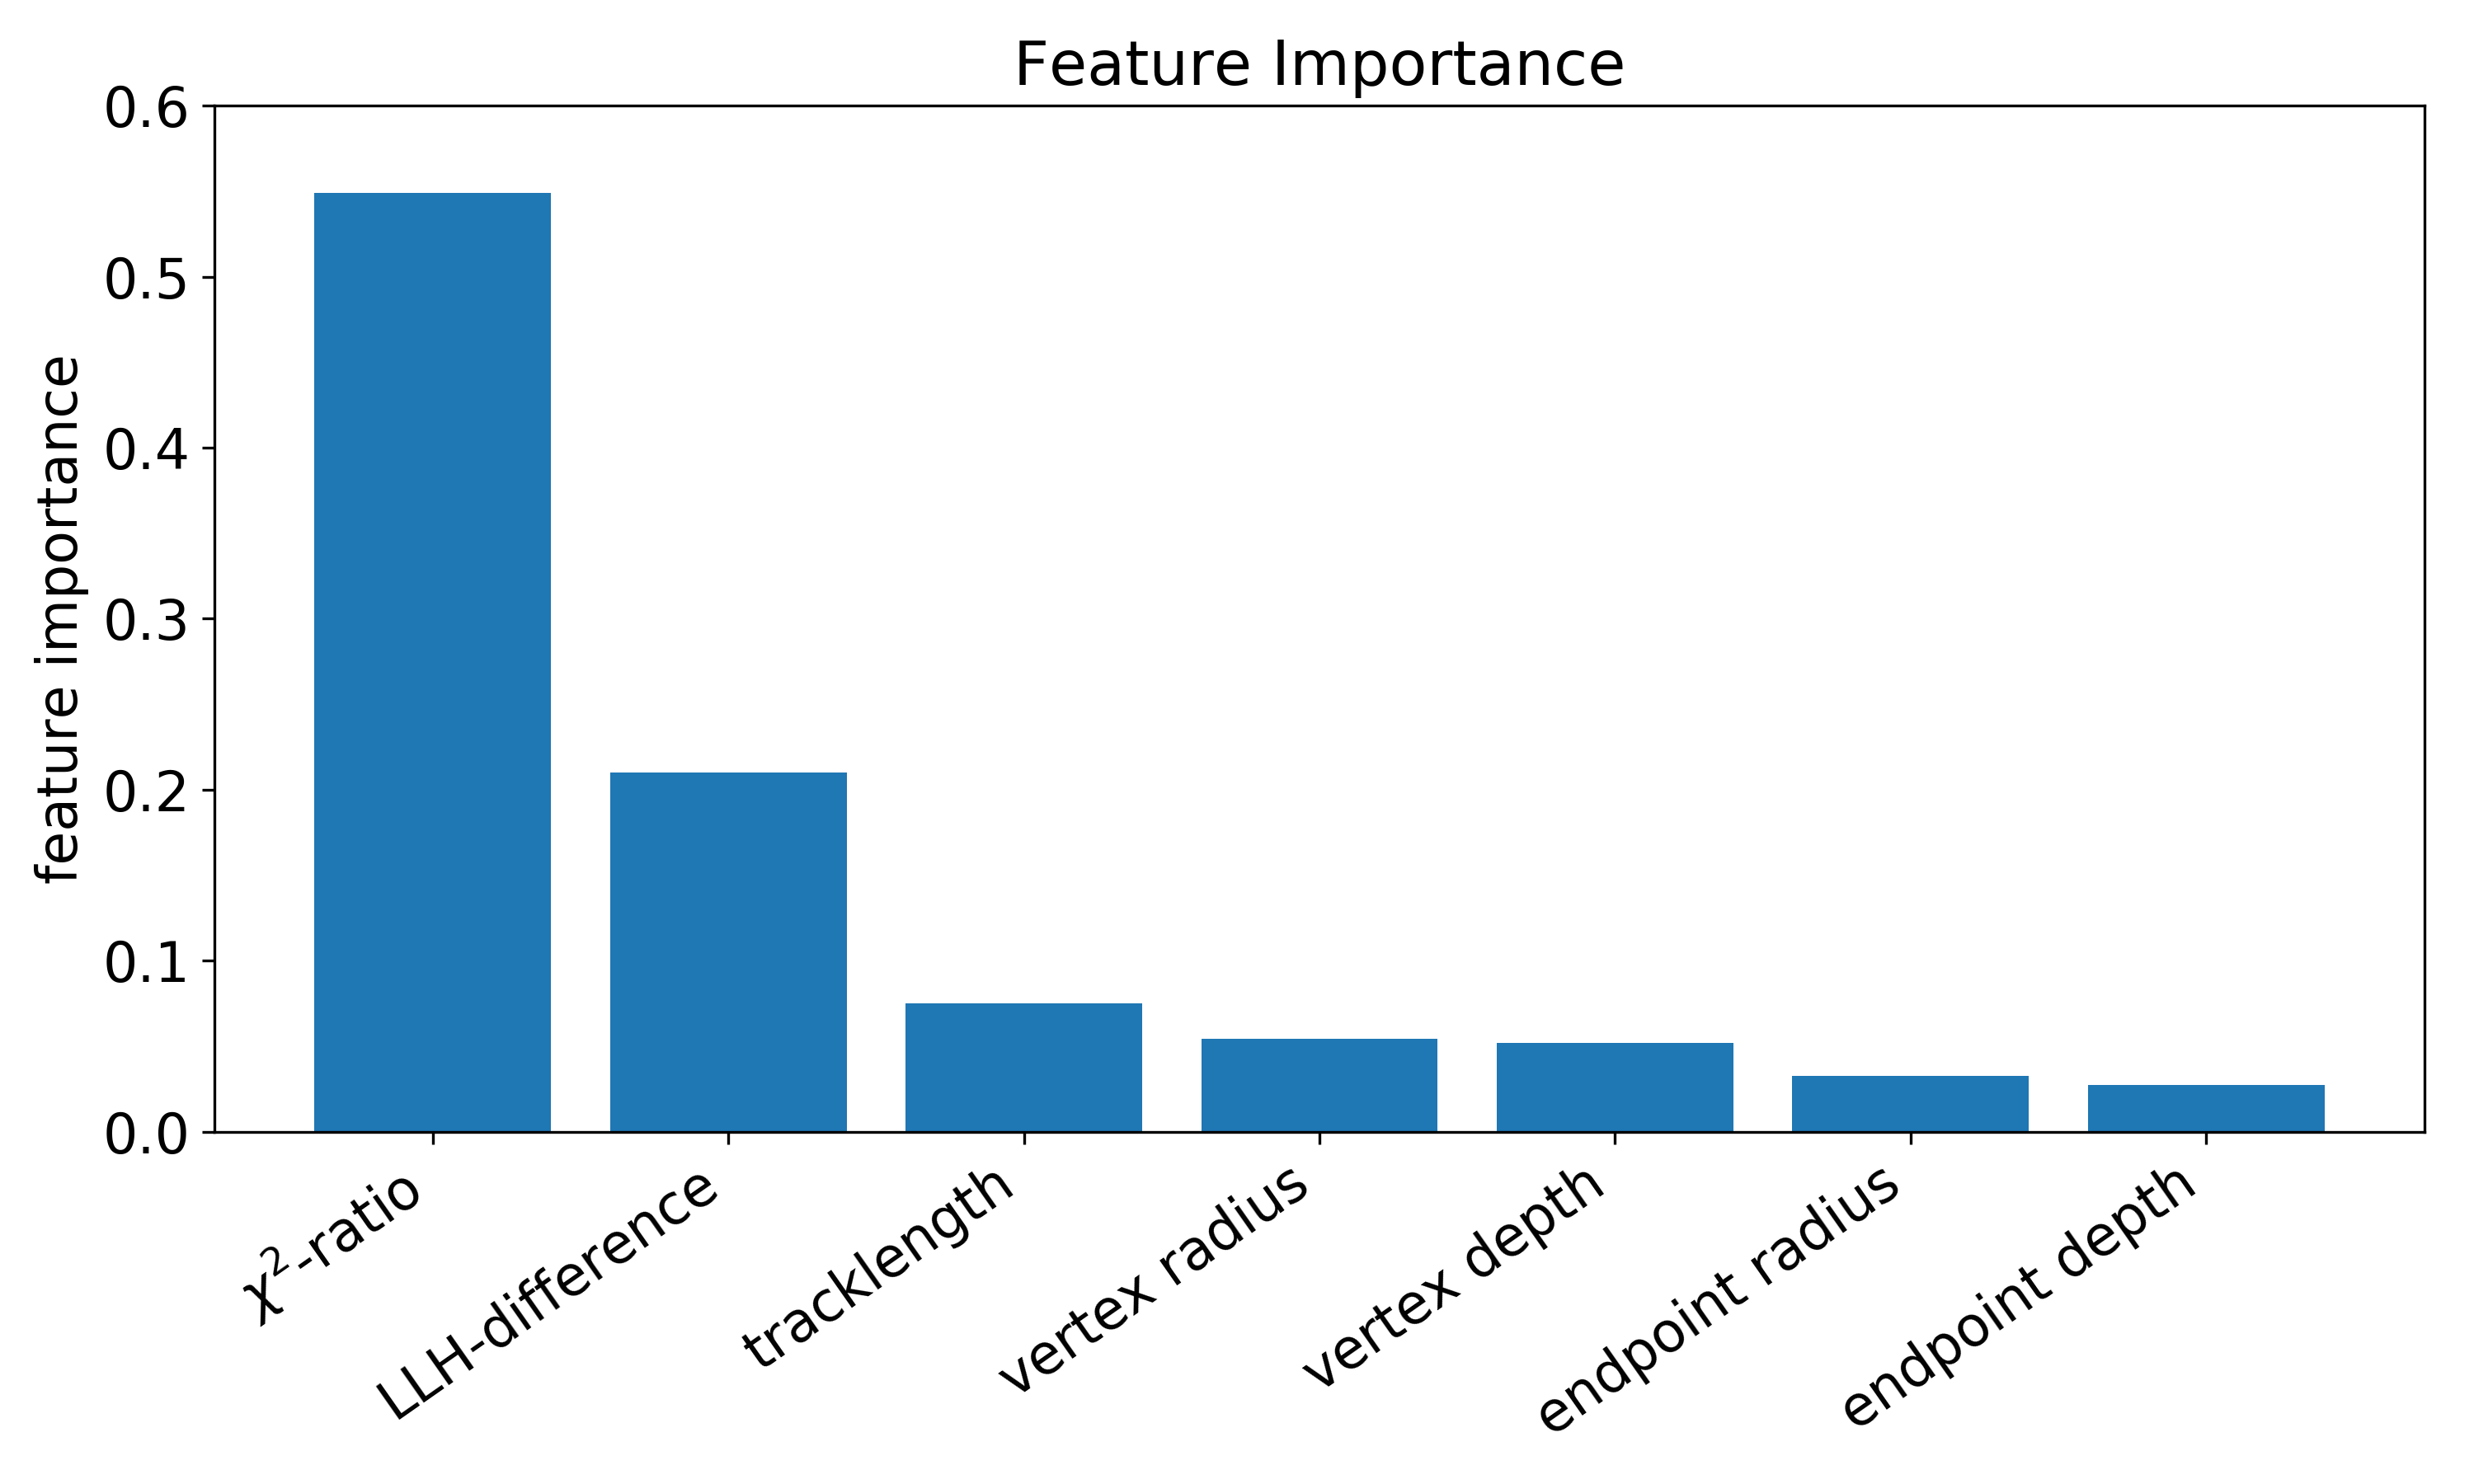 Feature Importance
feature importance
0.6
0.5
0.4
0.3
0.2
0.1
0.0
χ²-ratio
LLH-difference
tracklength
vertex radius
vertex depth
endpoint radius
endpoint depth